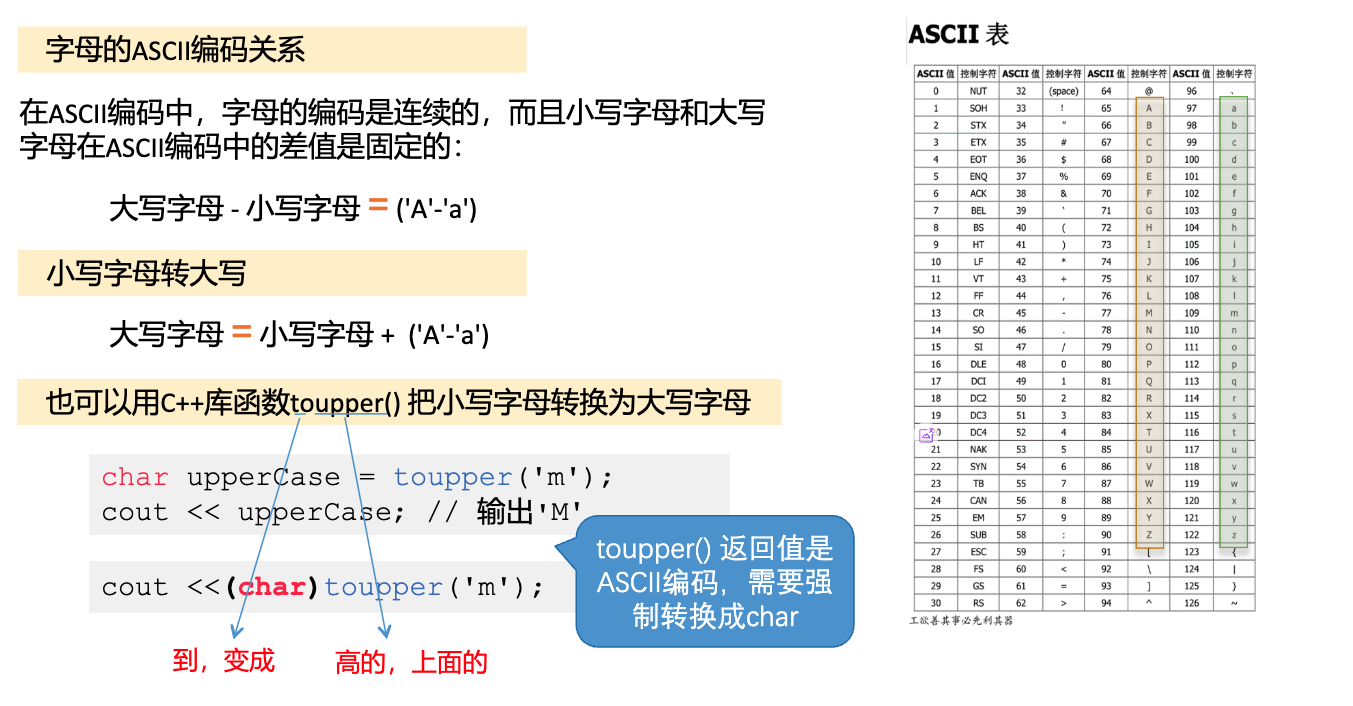 字母的ASCII编码关系
在ASCII编码中，字母的编码是连续的，而且小写字母和大写
字母在ASCII编码中的差值是固定的：
大写字母 - 小写字母 = ('A'-'a')
小写字母转大写
大写字母 = 小写字母 + ('A'-'a')
也可以用C++库函数toupper() 把小写字母转换为大写字母
char upperCase = toupper('m');
cout << upperCase; // 输出'M'
cout <<(char)toupper('m');
toupper() 返回值是
ASCII编码，需要强
制转换成char
到，变成
高的，上面的
ASCII 表
ASCII 值 控制字符 ASCII 值 控制字符 ASCII 值 控制字符 ASCII 值 控制字符
0 NUT 32 (space) 64 @ 96 、
1 SOH 33 ! 65 A 97 a
2 STX 34 " 66 B 98 b
3 ETX 35 # 67 C 99 c
4 EOT 36 $ 68 D 100 d
5 ENQ 37 % 69 E 101 e
6 ACK 38 & 70 F 102 f
7 BEL 39 ` 71 G 103 g
8 BS 40 ( 72 H 104 h
9 HT 41 ) 73 I 105 i
10 LF 42 * 74 J 106 j
11 VT 43 + 75 K 107 k
12 FF 44 , 76 L 108 l
13 CR 45 - 77 M 109 m
14 SO 46 . 78 N 110 n
15 SI 47 / 79 O 111 o
16 DLE 48 0 80 P 112 p
17 DCI 49 1 81 Q 113 q
18 DC2 50 2 82 R 114 r
19 DC3 51 3 83 X 115 s
0 DC4 52 4 84 T 116 t
21 NAK 53 5 85 U 117 u
22 SYN 54 6 86 V 118 v
23 TB 55 7 87 W 119 w
24 CAN 56 8 88 X 120 x
25 EM 57 9 89 Y 121 y
26 SUB 58 : 90 Z 122 z
27 ESC 59 ; 91 [ 123 {
28 FS 60 < 92 \ 124 |
29 GS 61 = 93 ] 125 }
30 RS 62 > 94 ^ 126 ~
工欲善其事必先利其器